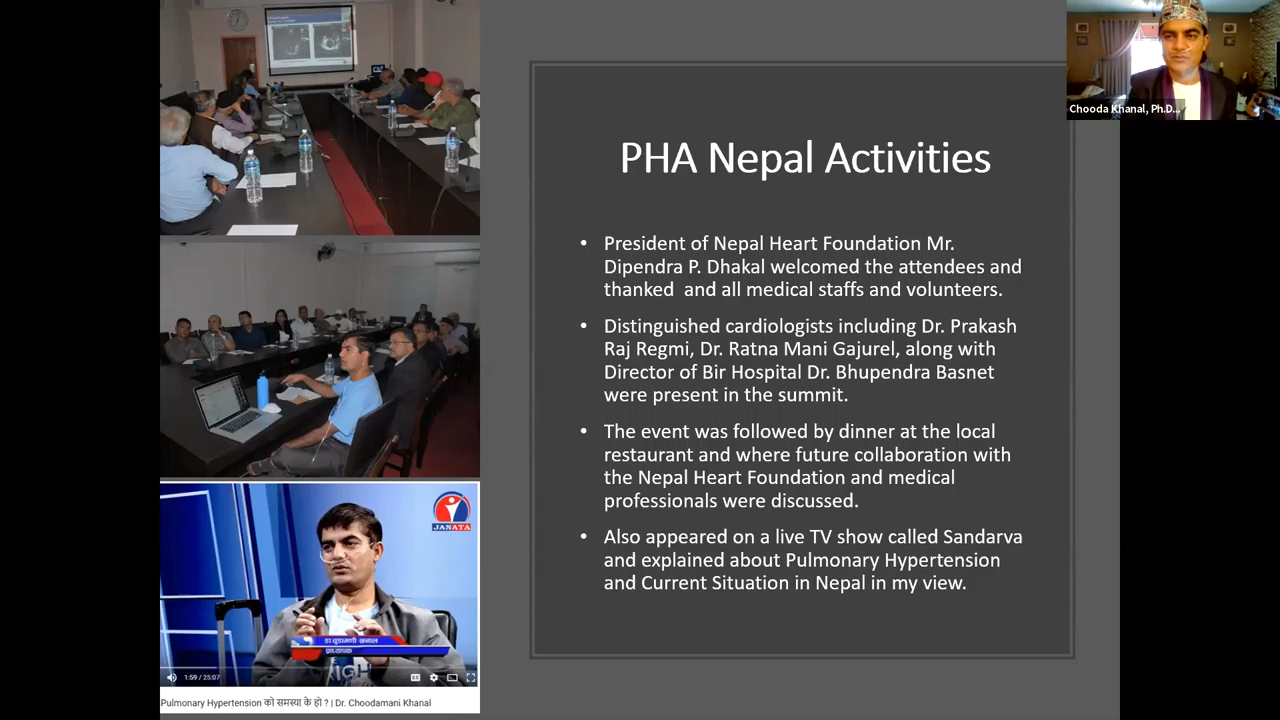 PHA Nepal Activities
• President of Nepal Heart Foundation Mr.
Dipendra P. Dhakal welcomed the attendees and
thanked  and all medical staffs and volunteers.
• Distinguished cardiologists including Dr. Prakash
Raj Regmi, Dr. Ratna Mani Gajurel, along with
Director of Bir Hospital Dr. Bhupendra Basnet
were present in the summit.
• The event was followed by dinner at the local
restaurant and where future collaboration with
the Nepal Heart Foundation and medical
professionals were discussed.
• Also appeared on a live TV show called Sandarva
and explained about Pulmonary Hypertension
and Current Situation in Nepal in my view.
Chooda Khanal, Ph.D...
JANATA
डा.चूडामणी खनाल
प्राध्यापक
1:59 / 25:07
Pulmonary Hypertension को समस्या के हो ? | Dr. Choodamani Khanal